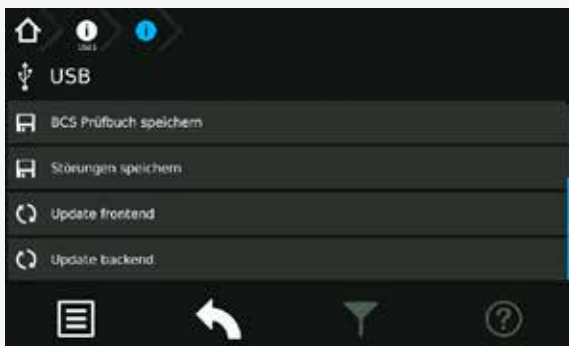 USB
BCS Prüfbuch speichern
Störungen speichern
Update frontend
Update backend